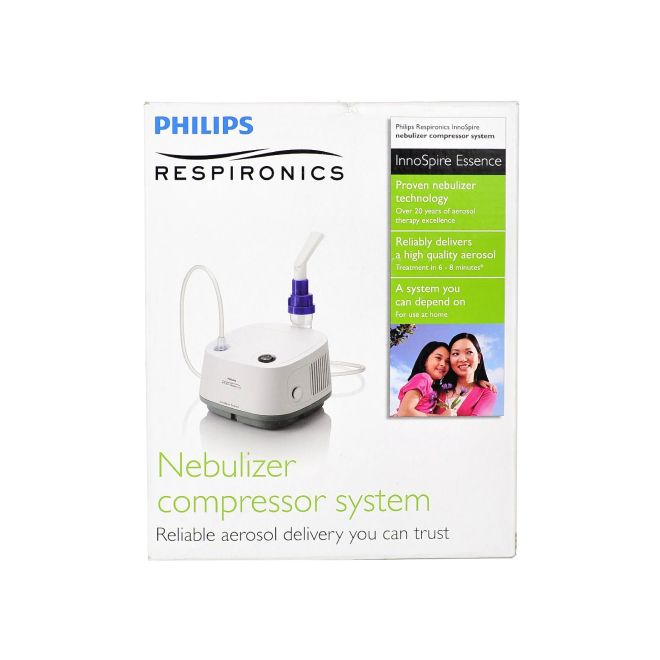 PHILIPS
RESPIRONICS
Philips Respironics InnoSpire
nebulizer compressor system
InnoSpire Essence
Proven nebulizer
technology
Over 20 years of aerosol
therapy excellence
Reliably delivers
a high quality aerosol
Treatment in 6 - 8 minutes*
A system you
can depend on
For use at home
PHILIPS
Nebulizer
compressor system
Reliable aerosol delivery you can trust